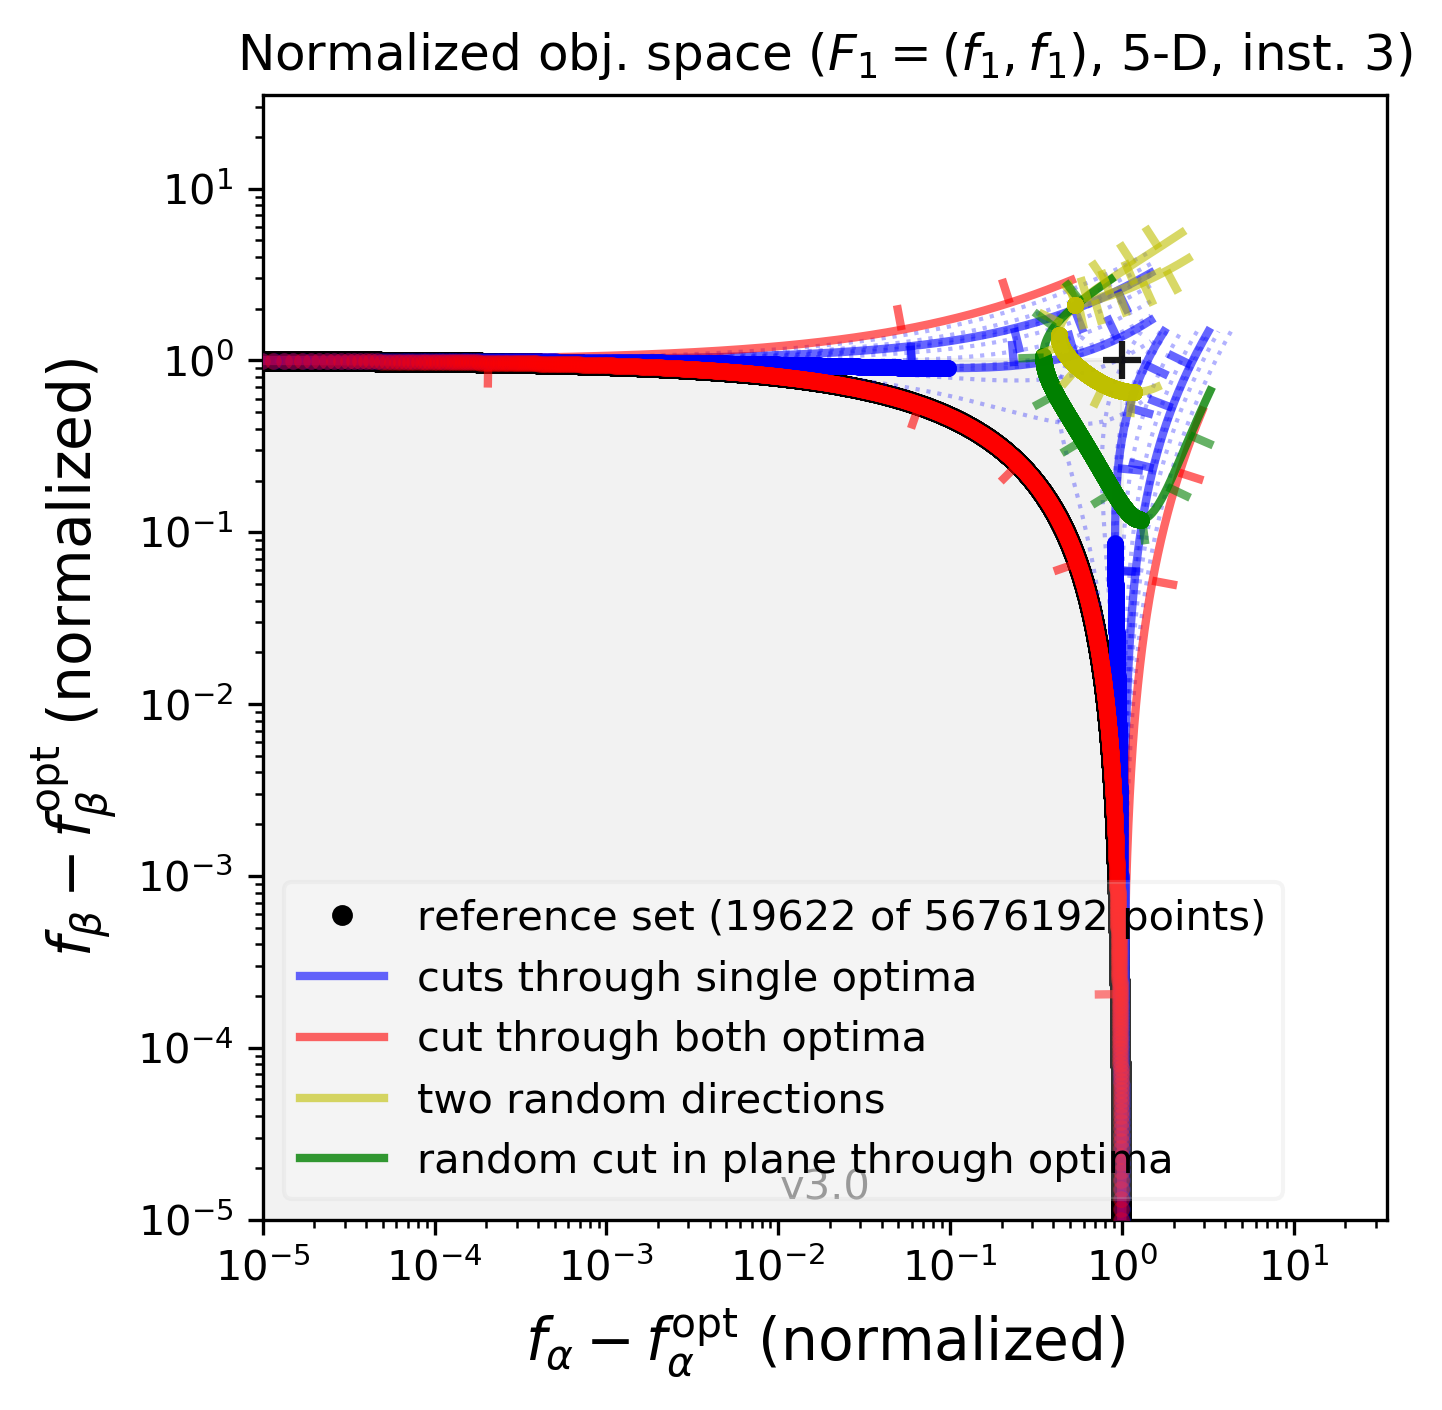 Normalized obj. space (F₁ = (f₁, f₁), 5-D, inst. 3)
10¹
10⁰
10⁻¹
10⁻²
10⁻³
10⁻⁴
10⁻⁵
f_β − f_β^opt (normalized)
reference set (19622 of 5676192 points)
cuts through single optima
cut through both optima
two random directions
random cut in plane through optima
v3.0
10⁻⁵ 10⁻⁴ 10⁻³ 10⁻² 10⁻¹ 10⁰ 10¹
f_α − f_α^opt (normalized)